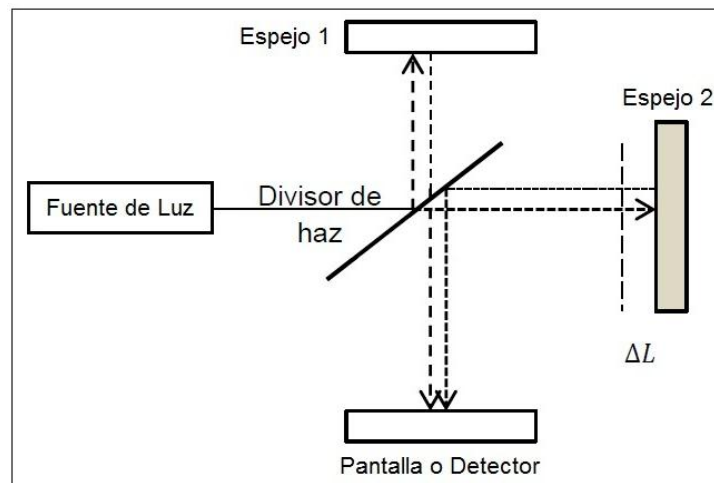 Espejo 1
Espejo 2
Fuente de Luz
Divisor de
haz
ΔL
Pantalla o Detector